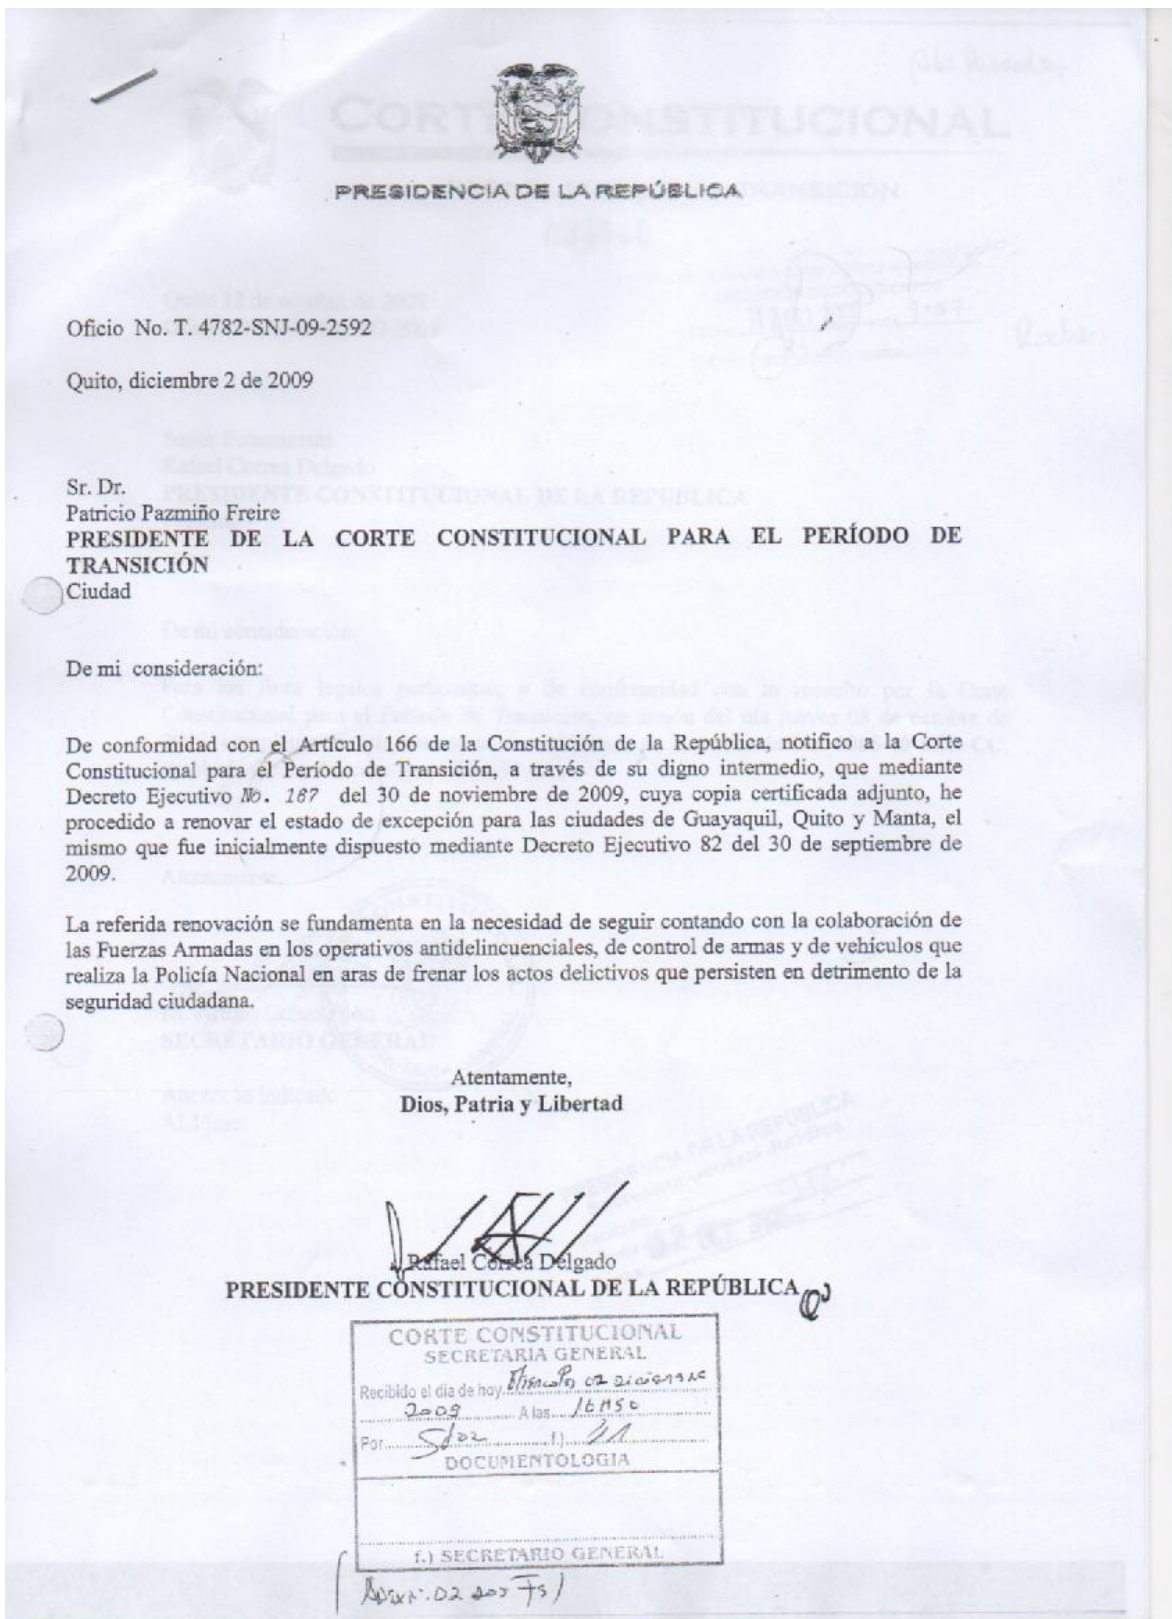 PRESIDENCIA DE LA REPÚBLICA
Oficio No. T. 4782-SNJ-09-2592
Quito, diciembre 2 de 2009
Sr. Dr.
Patricio Pazmiño Freire
PRESIDENTE DE LA CORTE CONSTITUCIONAL PARA EL PERÍODO DE
TRANSICIÓN
Ciudad
De mi consideración:
De conformidad con el Artículo 166 de la Constitución de la República, notifico a la Corte
Constitucional para el Período de Transición, a través de su digno intermedio, que mediante
Decreto Ejecutivo No. 167 del 30 de noviembre de 2009, cuya copia certificada adjunto, he
procedido a renovar el estado de excepción para las ciudades de Guayaquil, Quito y Manta, el
mismo que fue inicialmente dispuesto mediante Decreto Ejecutivo 82 del 30 de septiembre de
2009.
La referida renovación se fundamenta en la necesidad de seguir contando con la colaboración de
las Fuerzas Armadas en los operativos antidelincuenciales, de control de armas y de vehículos que
realiza la Policía Nacional en aras de frenar los actos delictivos que persisten en detrimento de la
seguridad ciudadana.
Atentamente,
Dios, Patria y Libertad
Rafael Correa Delgado
PRESIDENTE CONSTITUCIONAL DE LA REPÚBLICA
CORTE CONSTITUCIONAL
SECRETARIA GENERAL
Recibido el día de hoy Miercoles 02 Diciembre
2009 A las 16H50
Por f.)
DOCUMENTOLOGIA
f.) SECRETARIO GENERAL